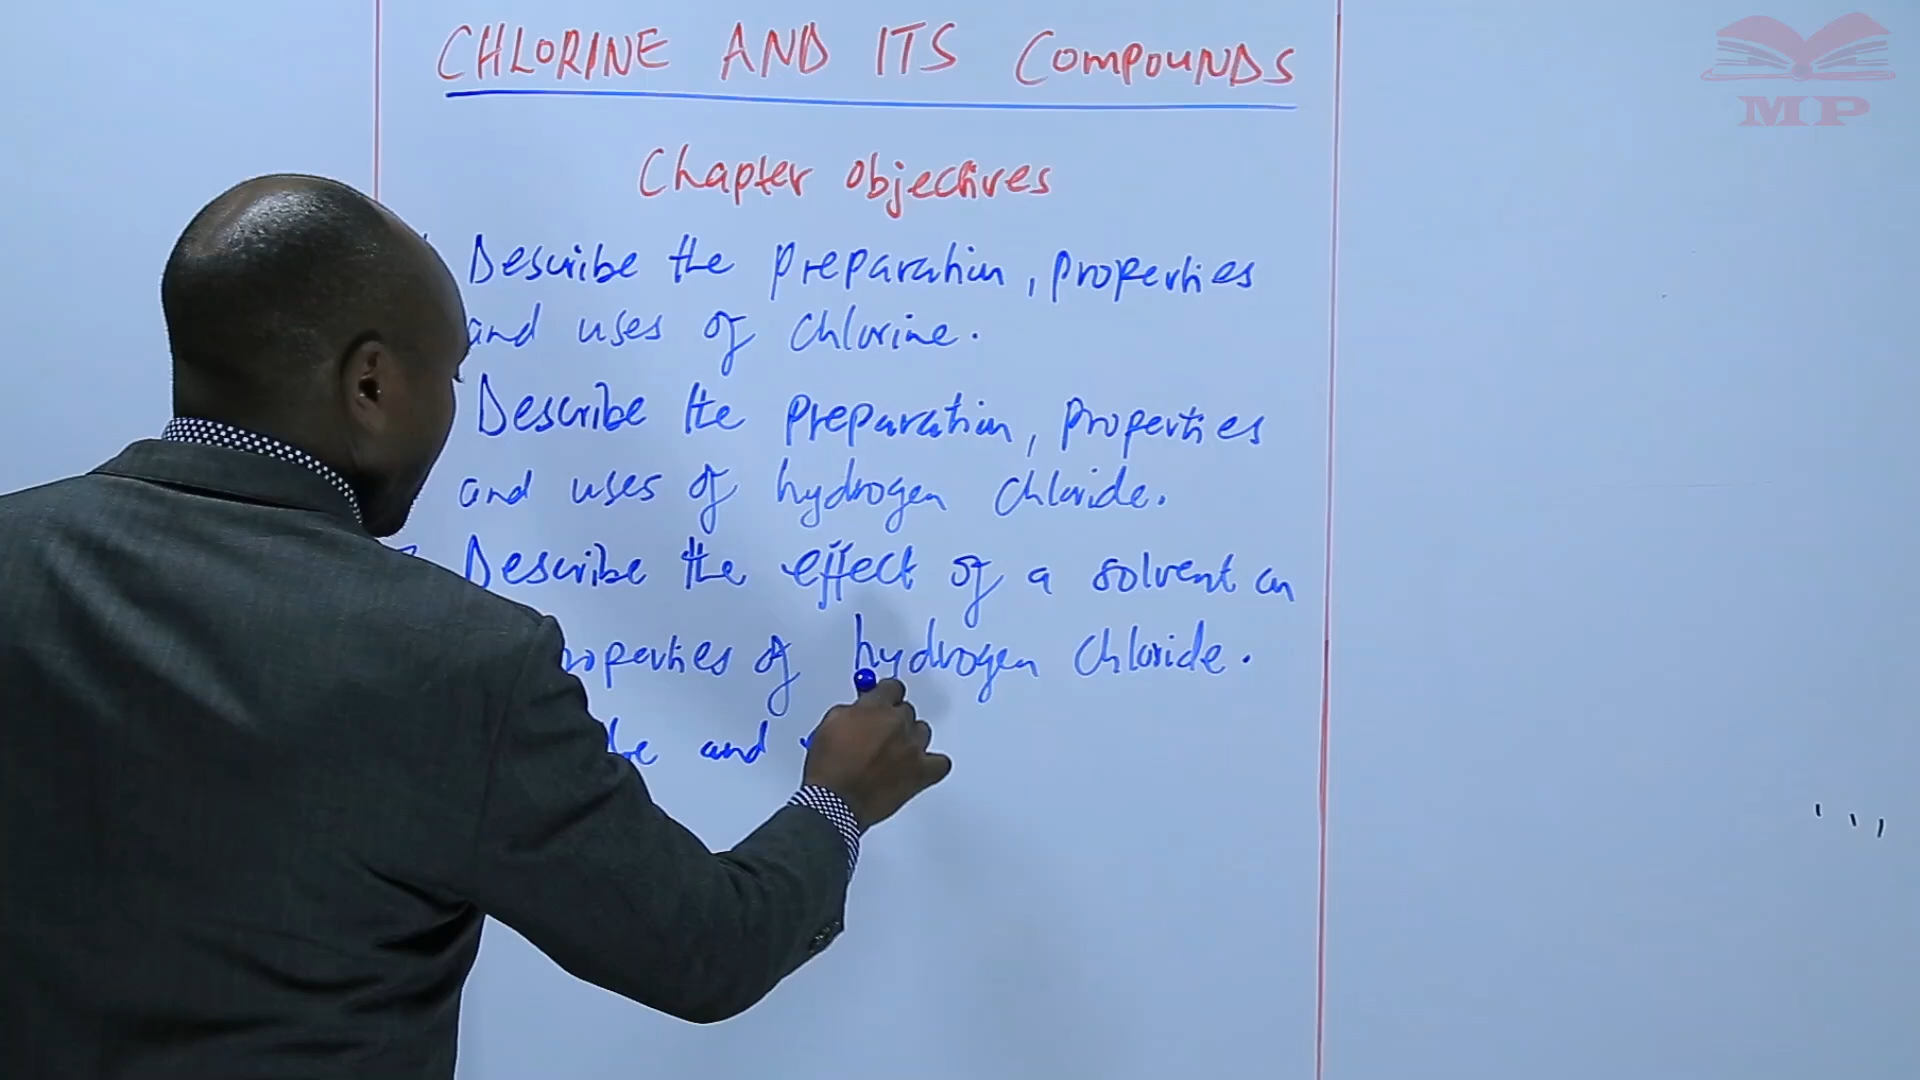 CHLORINE AND ITS COMPOUNDS
MP
Chapter objectives
Describe the preparation, properties
and uses of chlorine.
Describe the preparation, properties
and uses of hydrogen chloride.
Describe the effect of a solvent on
of hydrogen chloride.
and